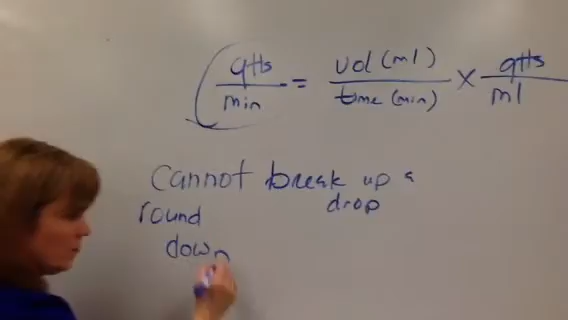 gtts / min = vol (ml) / time (min) × gtts / ml
Cannot break up a
drop
round
down